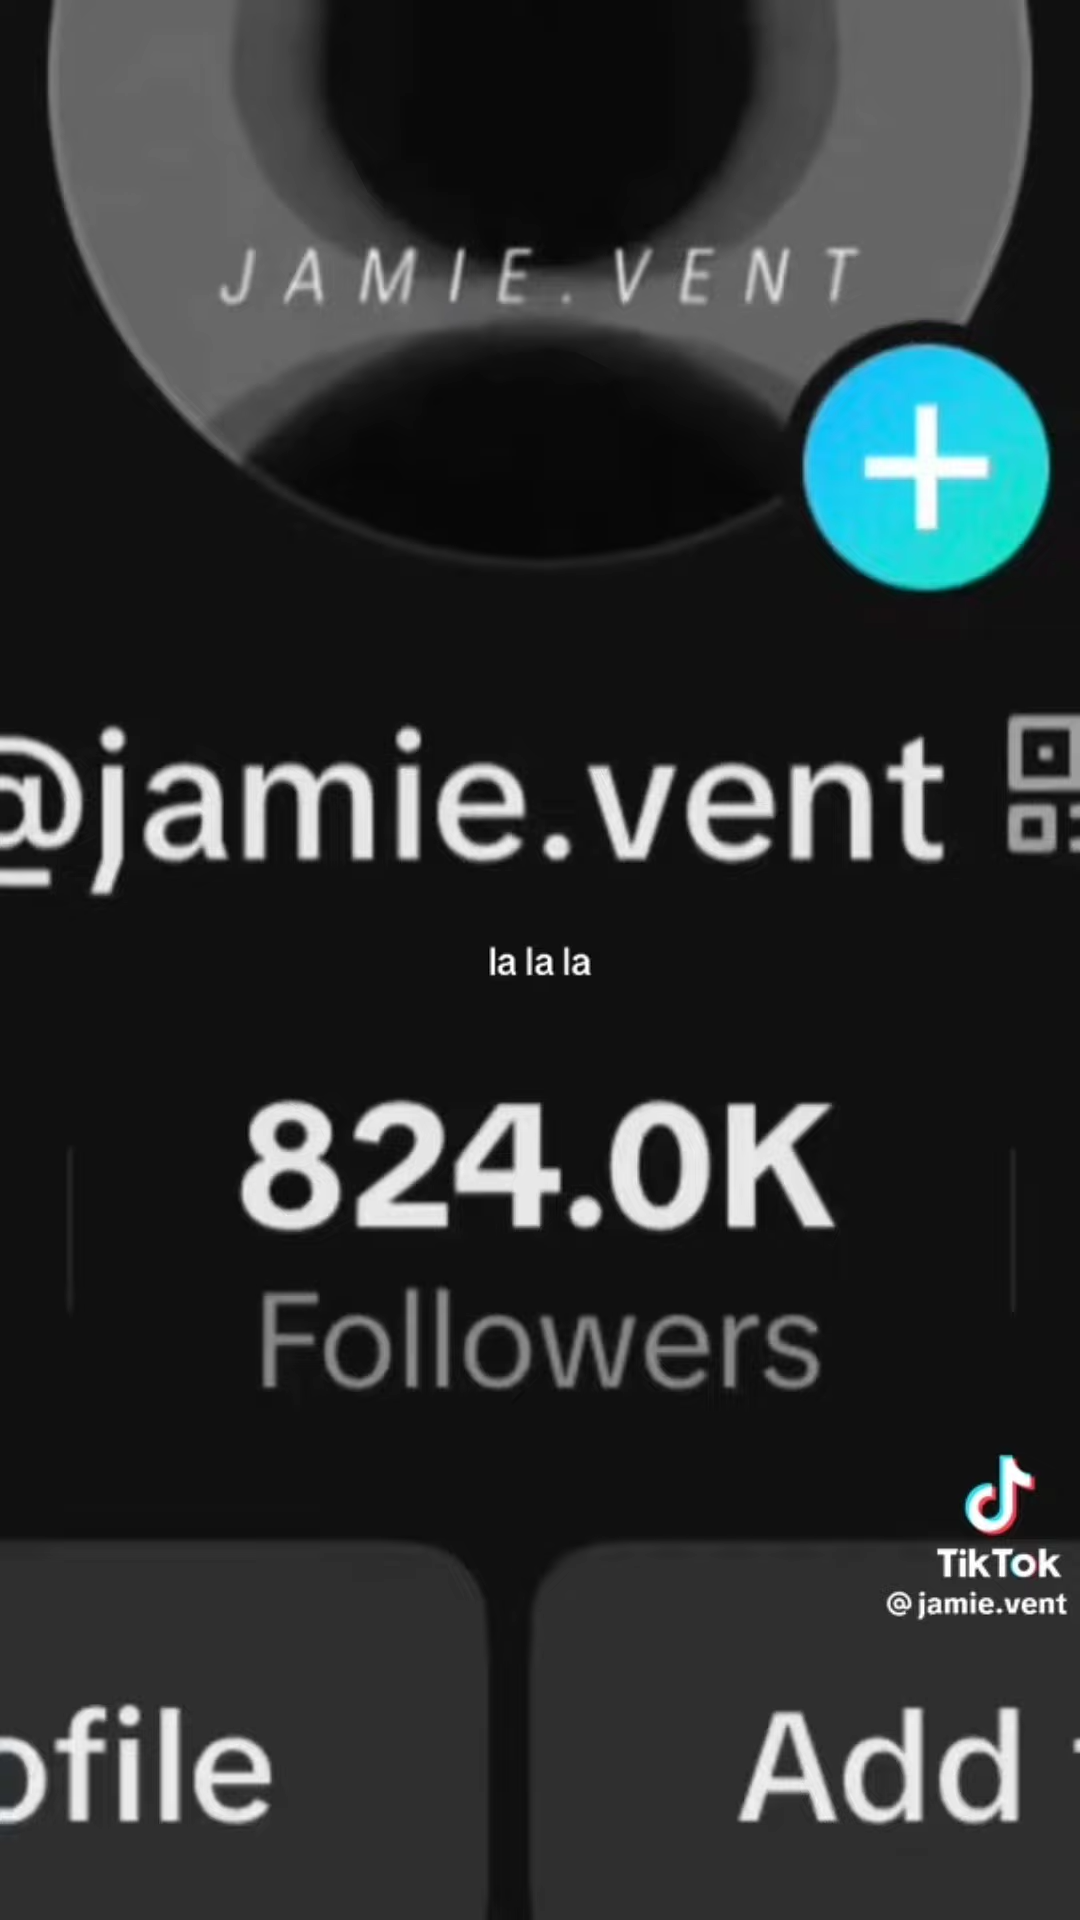 JAMIE.VENT
@jamie.vent
la la la
824.0K
Followers
TikTok
@jamie.vent
ofile
Add